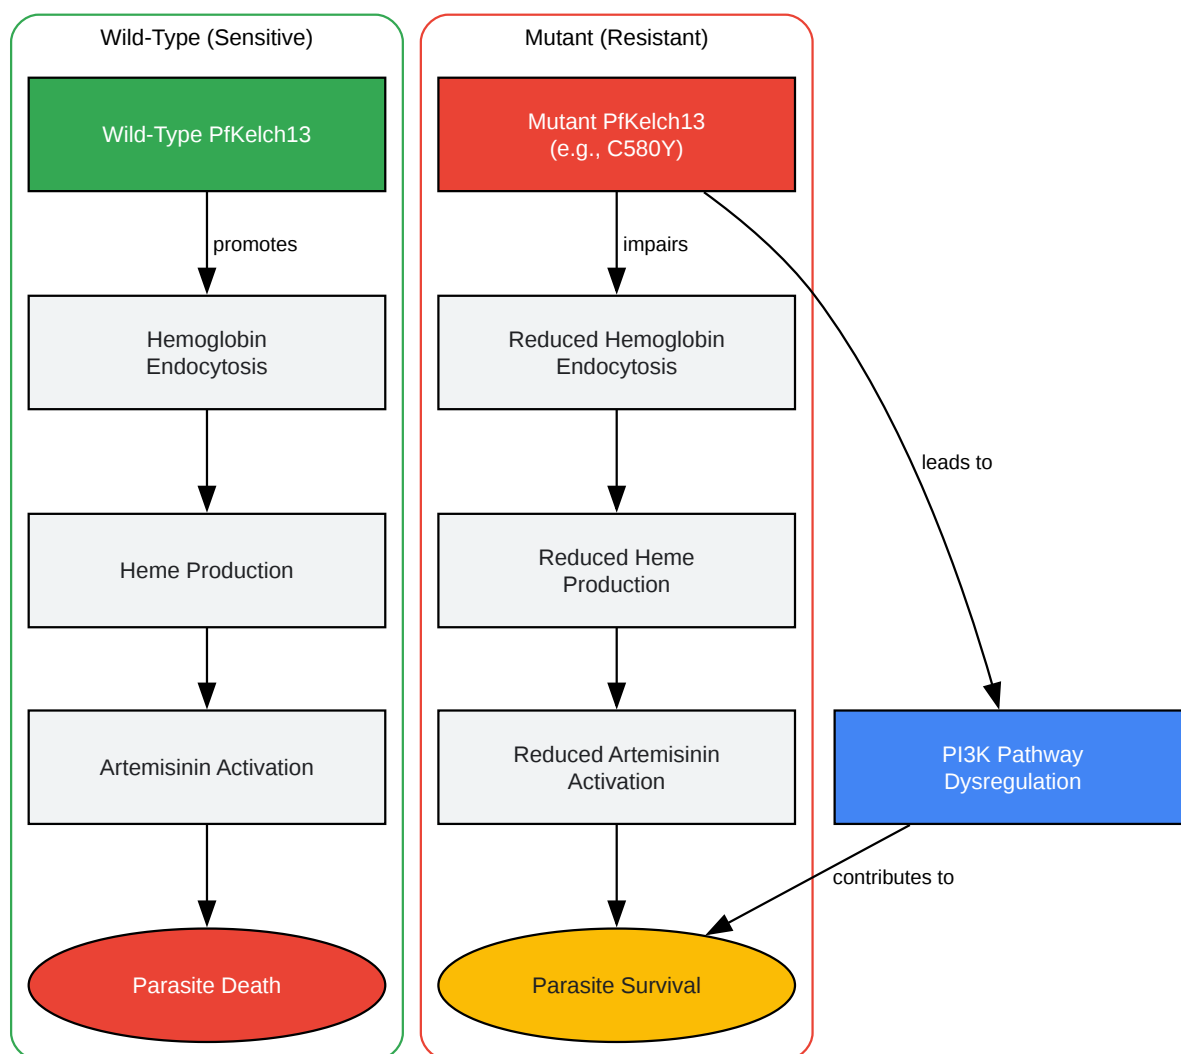 Wild-Type (Sensitive)
Wild-Type PfKelch13
promotes
Hemoglobin
Endocytosis
Heme Production
Artemisinin Activation
Parasite Death
Mutant (Resistant)
Mutant PfKelch13
(e.g., C580Y)
impairs
Reduced Hemoglobin
Endocytosis
Reduced Heme
Production
Reduced Artemisinin
Activation
Parasite Survival
leads to
PI3K Pathway
Dysregulation
contributes to